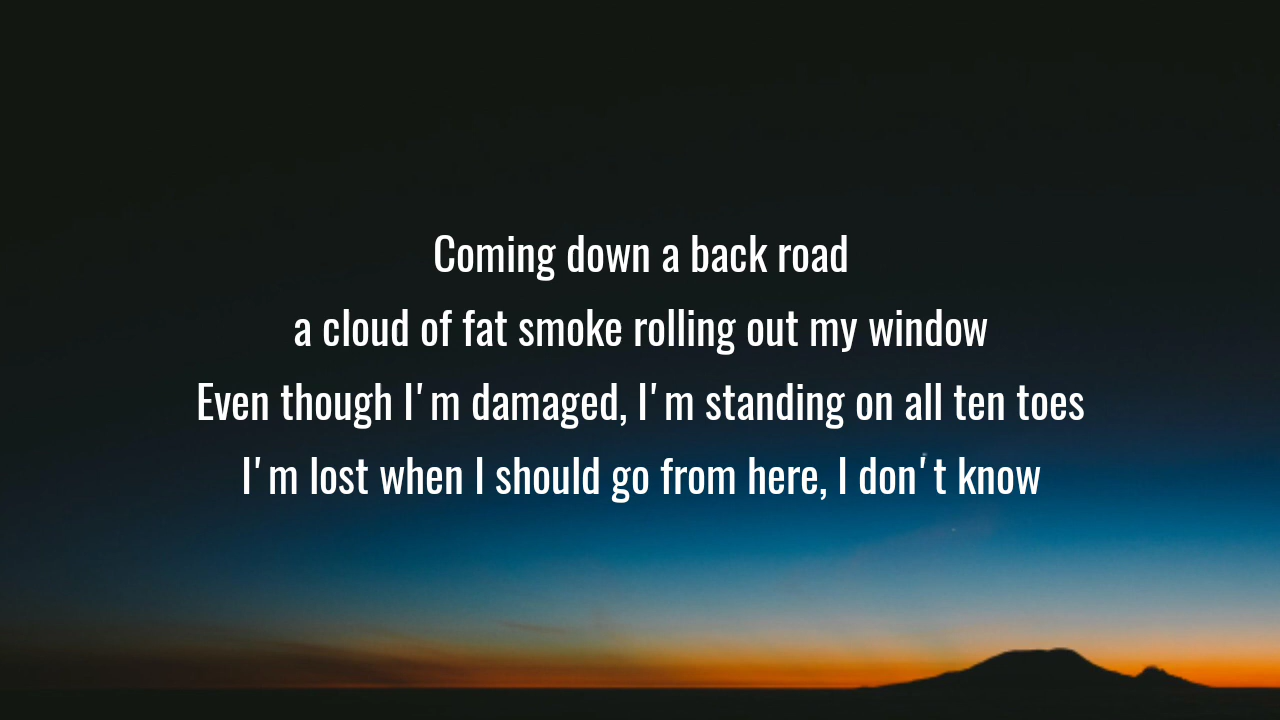 Coming down a back road
a cloud of fat smoke rolling out my window
Even though I'm damaged, I'm standing on all ten toes
I'm lost when I should go from here, I don't know